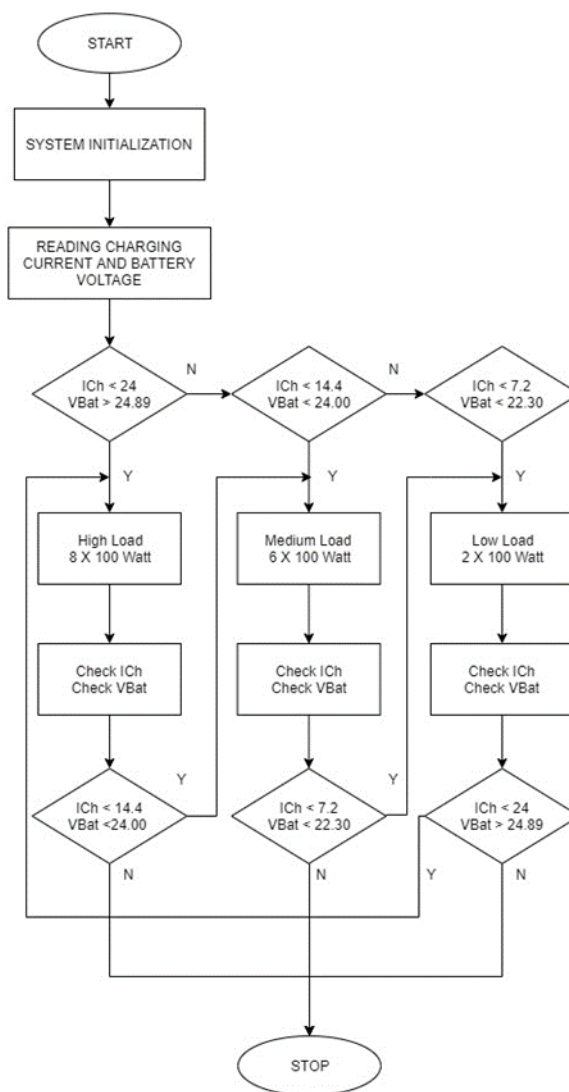 START
SYSTEM INITIALIZATION
READING CHARGING
CURRENT AND BATTERY
VOLTAGE
ICh < 24
VBat > 24.89
N
ICh < 14.4
VBat < 24.00
N
ICh < 7.2
VBat < 22.30
Y
Y
Y
High Load
8 X 100 Watt
Medium Load
6 X 100 Watt
Low Load
2 X 100 Watt
Check ICh
Check VBat
Check ICh
Check VBat
Check ICh
Check VBat
ICh < 14.4
VBat <24.00
Y
ICh < 7.2
VBat < 22.30
Y
ICh < 24
VBat > 24.89
N
N
Y
N
STOP